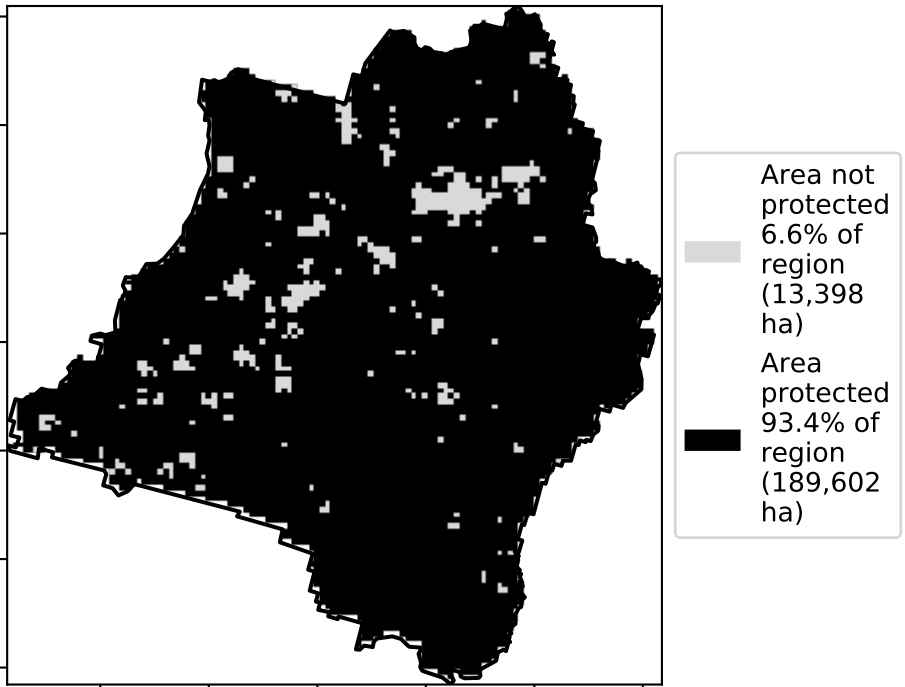 Area not
protected
6.6% of
region
(13,398
ha)
Area
protected
93.4% of
region
(189,602
ha)